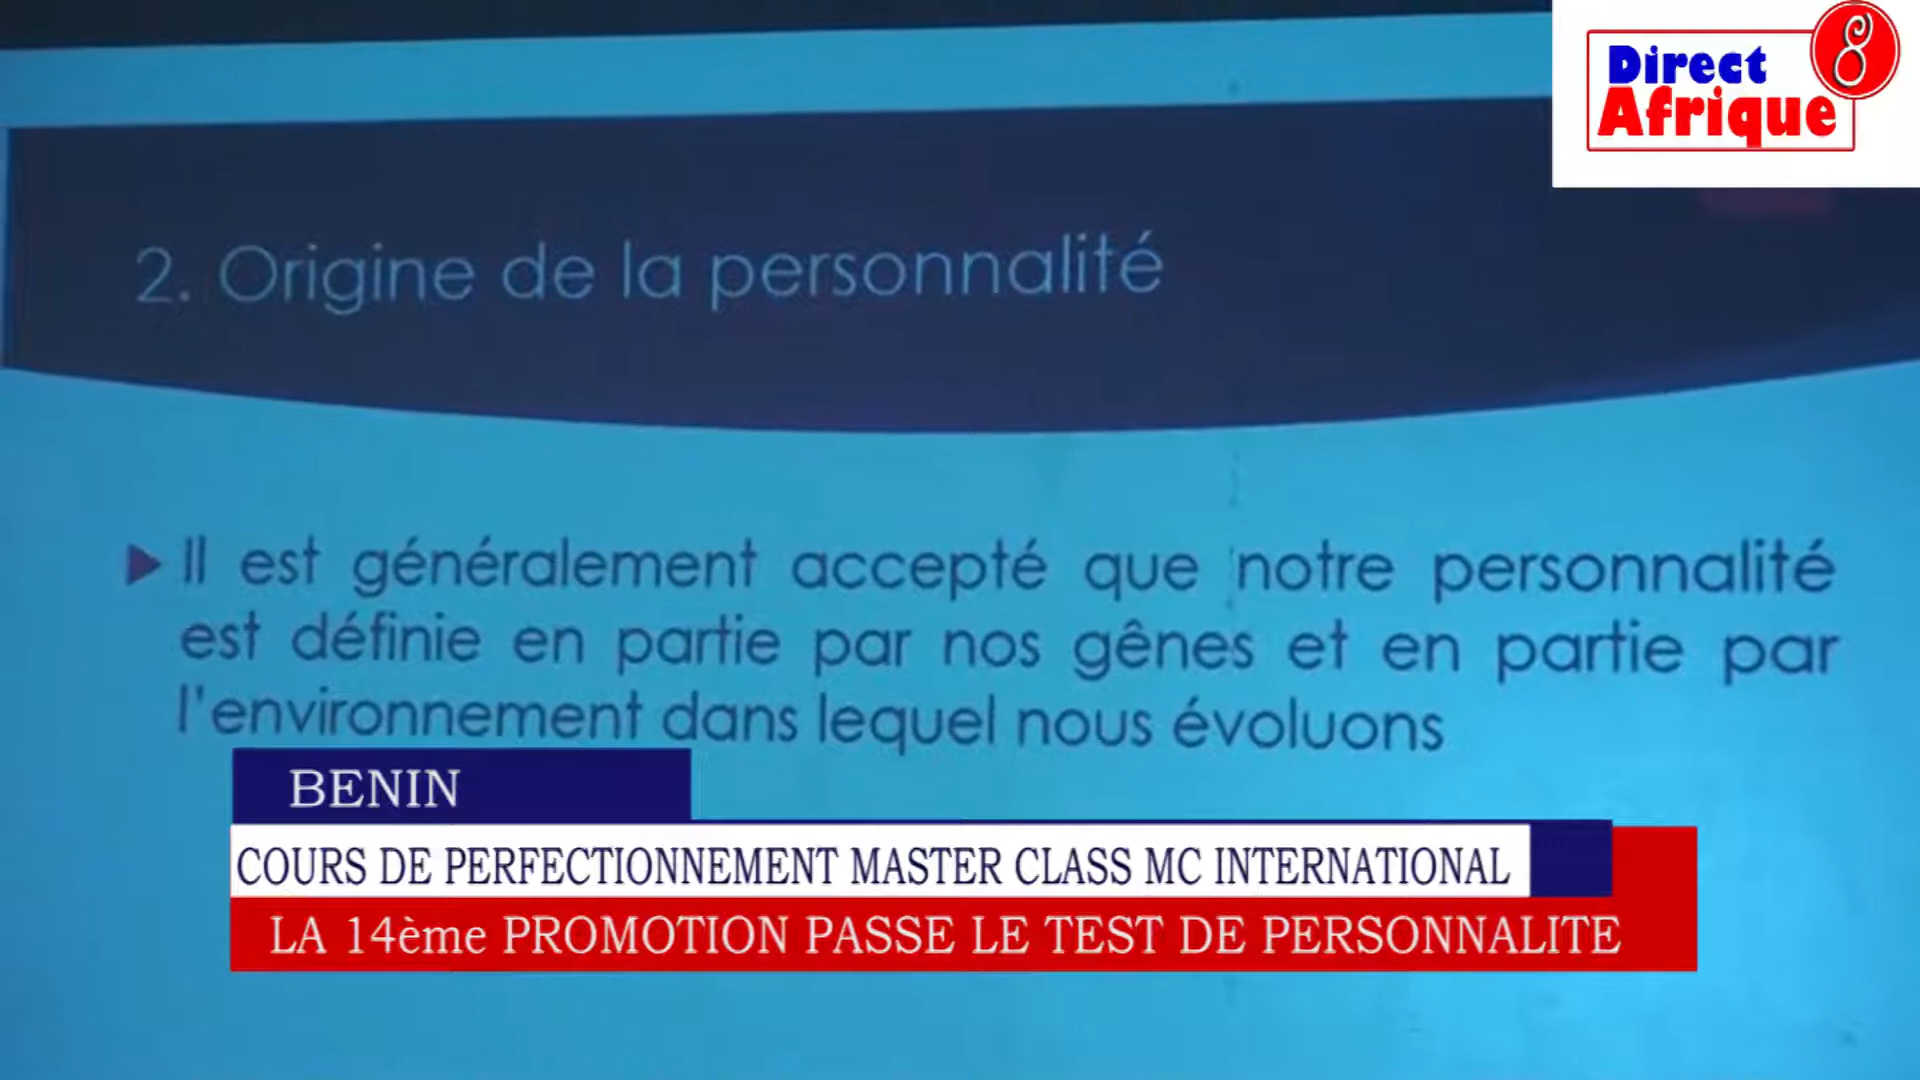 Direct 8
Afrique
2. Origine de la personnalité
Il est généralement accepté que notre personnalité
est définie en partie par nos gênes et en partie par
l'environnement dans lequel nous évoluons
BENIN
COURS DE PERFECTIONNEMENT MASTER CLASS MC INTERNATIONAL
LA 14ème PROMOTION PASSE LE TEST DE PERSONNALITE